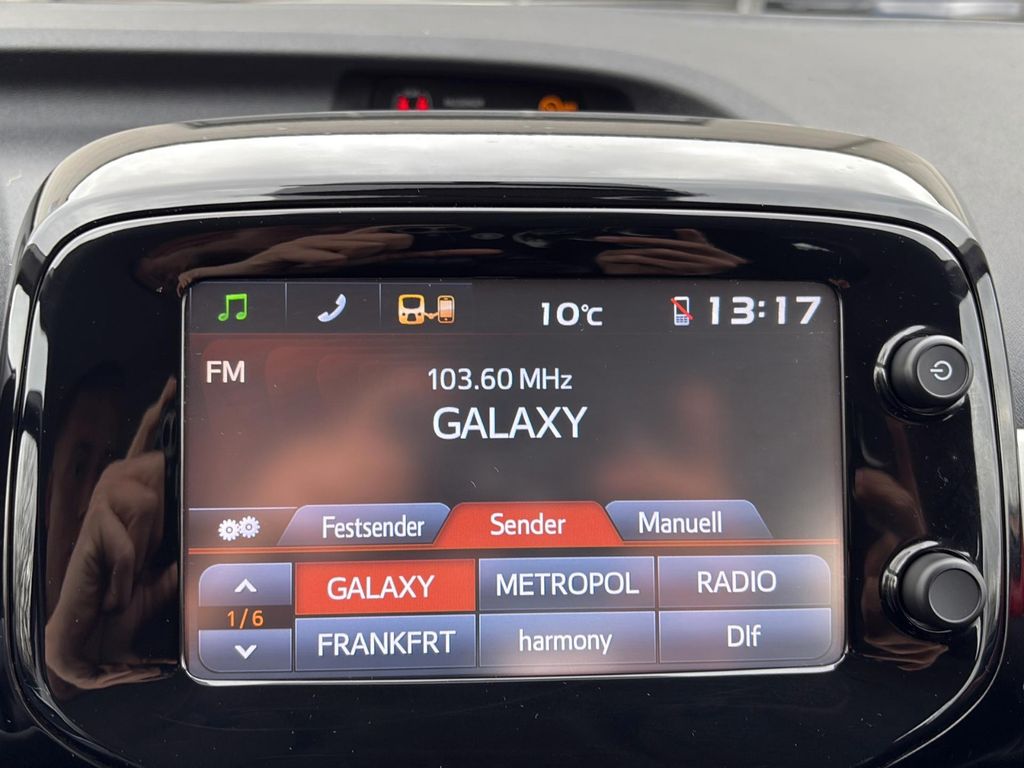 10°C 13:17
FM
103.60 MHz
GALAXY
Festsender Sender Manuell
GALAXY METROPOL RADIO
1/6
FRANKFRT harmony Dlf